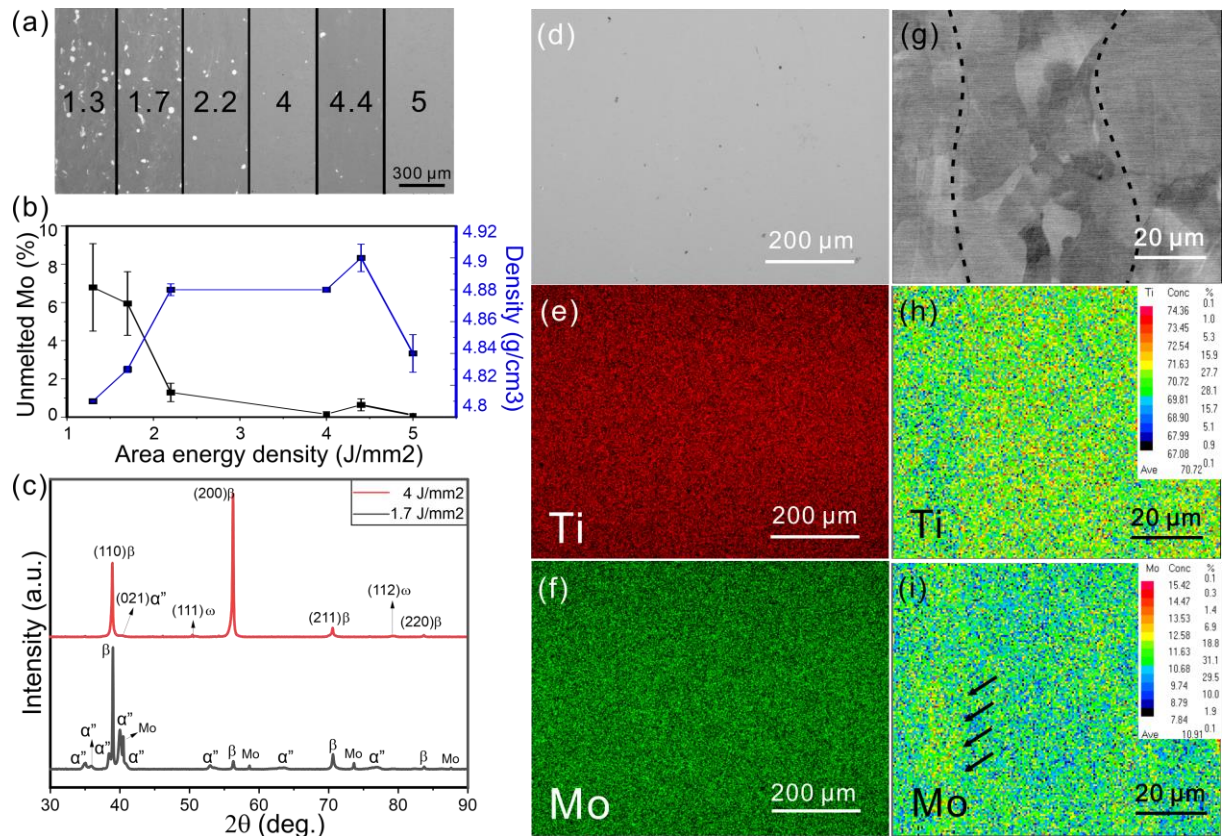 (a)
1.3 1.7 2.2 4 4.4 5
300 µm
(b)
Unmelted Mo (%)
10
8
6
4
2
0
1 2 3 4 5
Area energy density (J/mm2)
4.92
4.9
4.88
4.86
4.84
4.82
4.8
Density (g/cm3)
(c)
4 J/mm2
1.7 J/mm2
(110)β
(021)α”
(111)ω
(200)β
(211)β
(112)ω
(220)β
α” α” α” β α” Mo α” α” β Mo α” β Mo α” β Mo
Intensity (a.u.)
30 40 50 60 70 80 90
2θ (deg.)
(d)
200 µm
(e)
Ti
200 µm
(f)
Mo
200 µm
(g)
20 µm
(h)
Ti Conc %
0.1
74.36
1.0
73.45
5.3
72.54
15.9
71.63
27.7
70.72
28.1
69.81
15.7
68.90
5.1
67.99
0.9
67.08
0.1
Ave 70.72
Ti
20 µm
(i)
Mo Conc %
0.1
15.42
0.3
14.47
1.4
13.53
6.9
12.58
18.8
11.63
31.1
10.68
29.5
9.74
10.0
8.79
1.9
7.84
0.1
Ave 10.91
Mo
20 µm